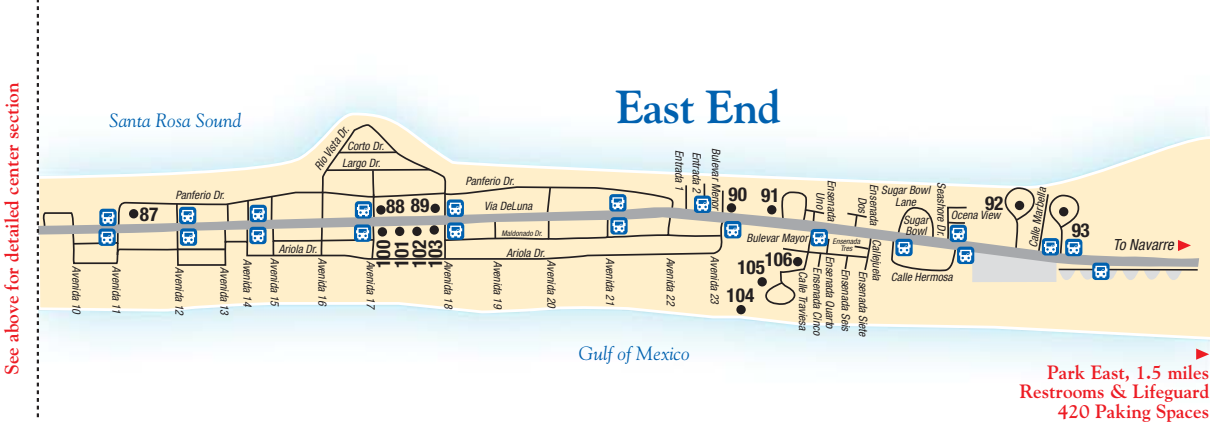 See above for detailed center section
East End
Santa Rosa Sound
Rio Vista Dr.
Corto Dr.
Largo Dr.
Panferio Dr.
Panferio Dr.
Entrada 1
Entrada 2
Bulevar Menor
90
91
Ensenada
Uno
Ensenada
Dos
Sugar Bowl
Lane
Sugar
Bowl
Seashore Dr.
Ocena View
92
Calle Marbella
93
87
88
89
Via DeLuna
Maldonado Dr.
Ariola Dr.
Ariola Dr.
100
101
102
103
Bulevar Mayor
Ensenada
Tres
Callejuela
Calle Hermosa
To Navarre
106
105
104
Avenida 10
Avenida 11
Avenida 12
Avenida 13
Avenida 14
Avenida 15
Avenida 16
Avenida 17
Avenida 18
Avenida 19
Avenida 20
Avenida 21
Avenida 22
Avenida 23
Calle Traviesa
Ensenada Cinco
Ensenada Quarto
Ensenada Seis
Ensenada Siete
Gulf of Mexico
Park East, 1.5 miles
Restrooms & Lifeguard
420 Paking Spaces